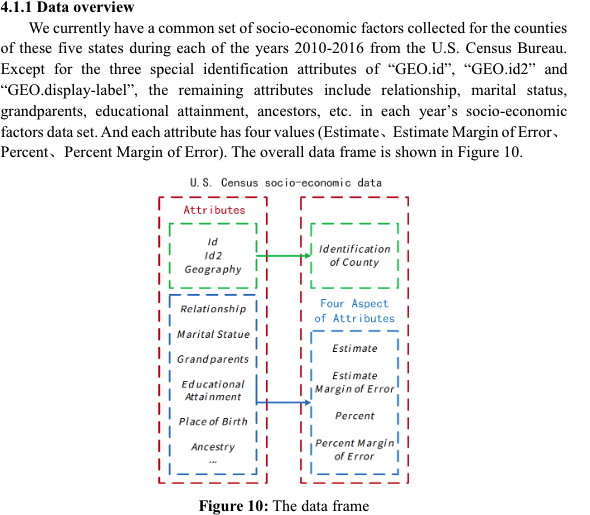 4.1.1 Data overview
We currently have a common set of socio-economic factors collected for the counties
of these five states during each of the years 2010-2016 from the U.S. Census Bureau.
Except for the three special identification attributes of “GEO.id”, “GEO.id2” and
“GEO.display-label”, the remaining attributes include relationship, marital status,
grandparents, educational attainment, ancestors, etc. in each year’s socio-economic
factors data set. And each attribute has four values (Estimate、Estimate Margin of Error、
Percent、Percent Margin of Error). The overall data frame is shown in Figure 10.
U.S. Census socio-economic data
Attributes
Id
Id2
Geography
Identification
of County
Relationship
Marital Statue
Grandparents
Educational
Attainment
Place of Birth
Ancestry
...
Four Aspect
of Attributes
Estimate
Estimate
Margin of Error
Percent
Percent Margin
of Error
Figure 10: The data frame